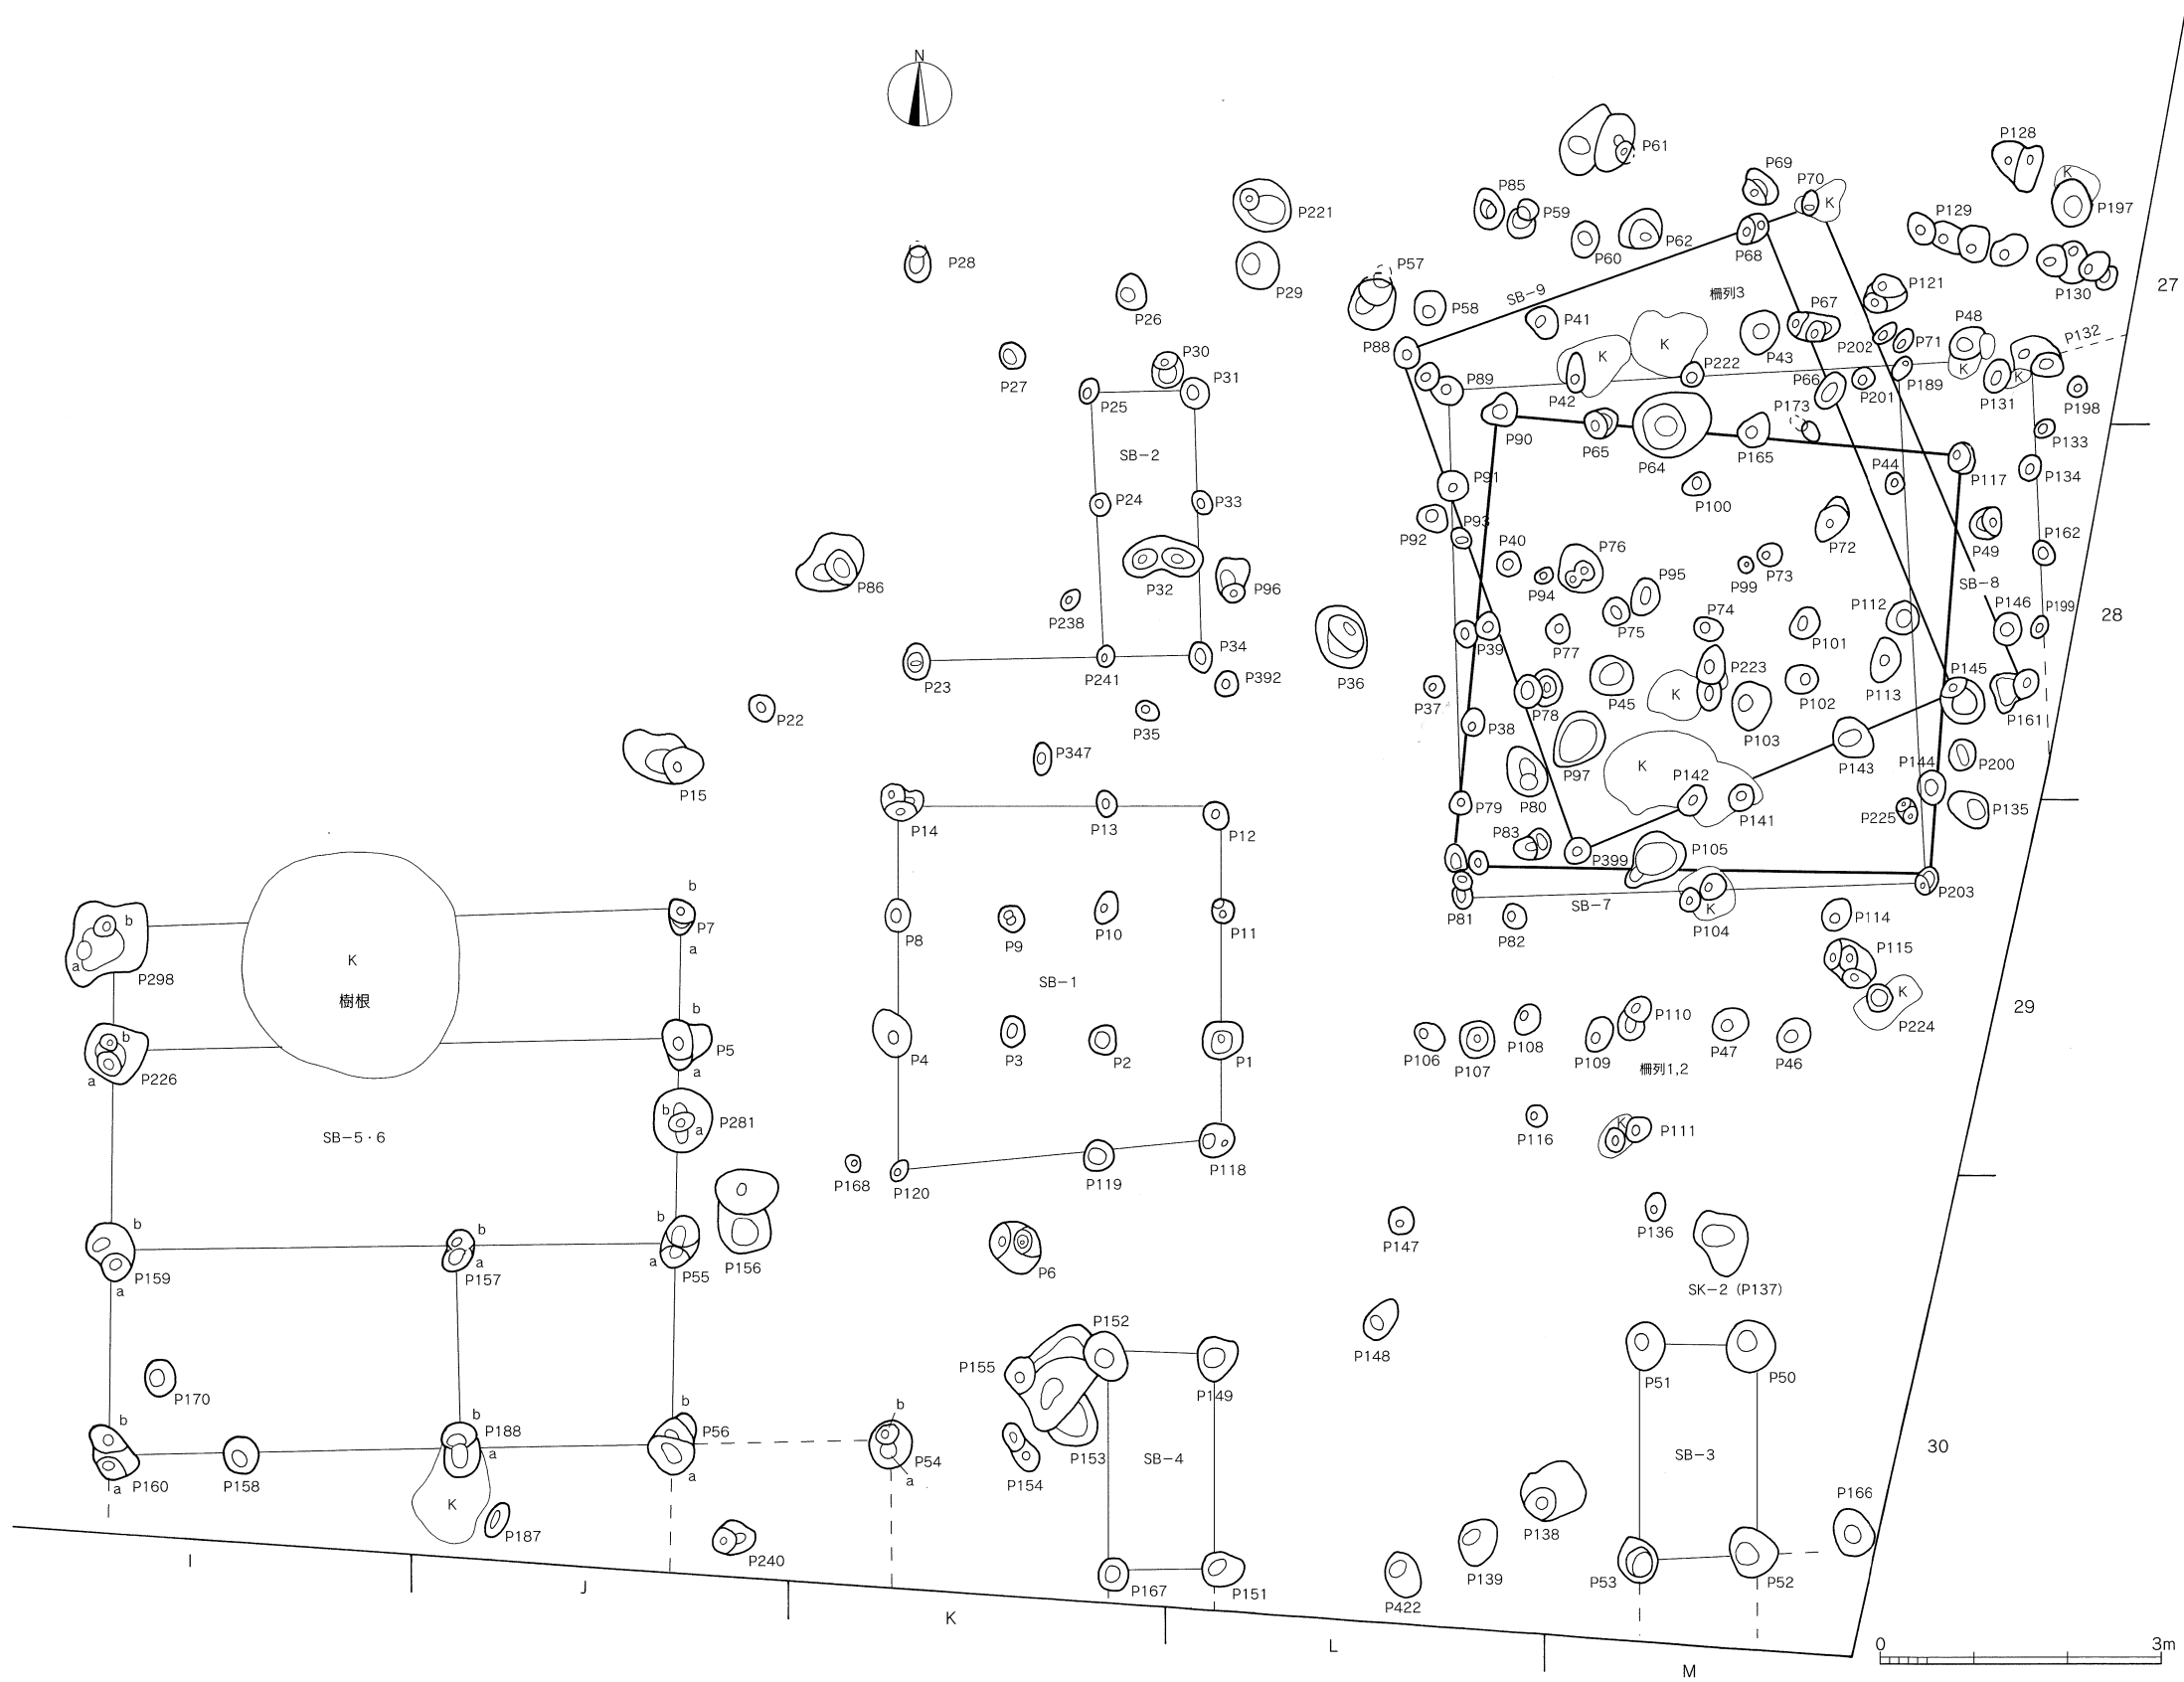 N
P61
P128
K
P197
P69
P70
K
P85
P59
P221
P62
P60
P68
P129
P28
P29
P57
P58
P121
P130
27
P26
SB-9
柵列3
P41
P67
P43
P202
P71
P48
P132
P88
K
K
P27
P30
P31
P25
P89
P42
P222
P66
P201
P189
K
K
P131
P198
P90
P65
P64
P165
P173
P133
SB-2
P91
P100
P44
P117
P134
P24
P33
P92
P93
P72
P49
P162
P40
P76
P94
P95
P99
P73
SB-8
P86
P32
P96
P238
P75
P74
P101
P112
P146
P199
28
P23
P241
P34
P392
P36
P39
P77
P45
K
P223
P102
P113
P145
P161
P37
P78
P22
P35
P38
P97
P103
P143
P144
P200
P15
P347
K
P142
P80
P141
P225
P135
P14
P13
P12
P79
P83
P399
P105
b
P7
a
b
a
P298
K
樹根
P8
P9
P10
P11
P81
P82
SB-7
K
P104
P203
P114
P115
SB-1
K
P224
29
b
P5
a
b
a
P226
P4
P3
P2
P1
P106
P107
P108
P109
P110
P47
P46
柵列1,2
SB-5・6
b
a
P281
P116
K
P111
P168
P120
P119
P118
b
P159
a
b
a
P157
b
a
P55
P156
P6
P147
P136
SK-2 (P137)
P170
P155
P152
P149
P148
P51
P50
b
a
P160
P158
b
P188
a
K
P187
b
P56
a
b
P54
a
P154
P153
SB-4
SB-3
30
P166
P138
P240
P167
P151
P422
P139
P53
P52
I
J
K
L
M
0
3m